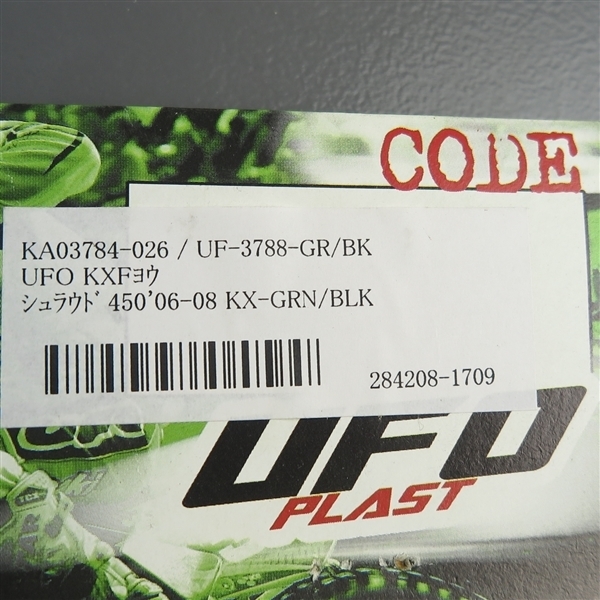 CODE
KA03784-026 / UF-3788-GR/BK
UFO KXFﾖｳ
ｼｭﾗｳﾄﾞ 450'06-08 KX-GRN/BLK
284208-1709
UFO
PLAST